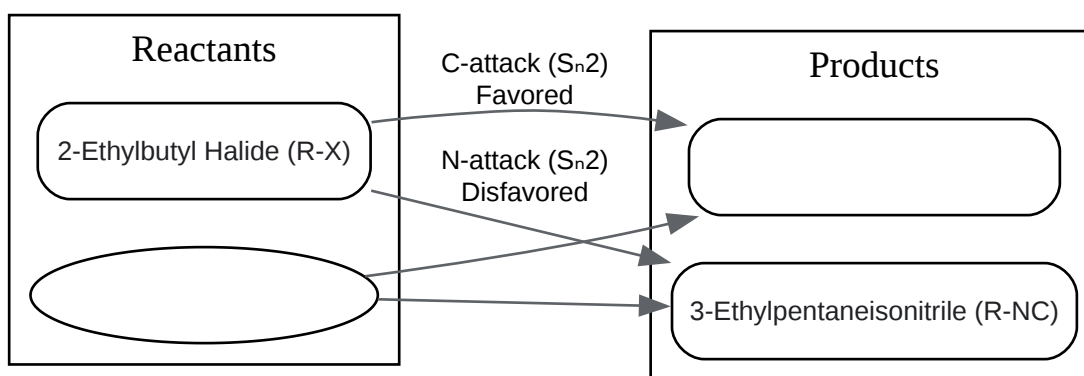 Reactants
2-Ethylbutyl Halide (R-X)
C-attack (Sₙ2)
Favored
N-attack (Sₙ2)
Disfavored
Products
3-Ethylpentaneisonitrile (R-NC)